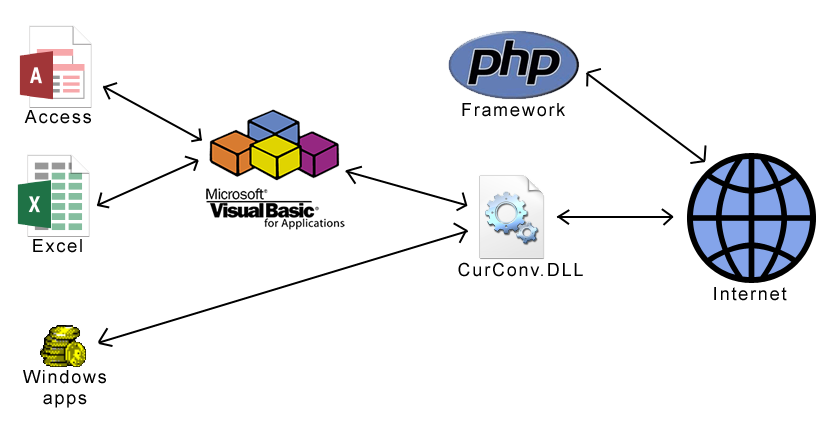 A
Access
X
Excel
Microsoft®
Visual Basic®
for Applications
Windows
apps
php
Framework
CurConv.DLL
Internet